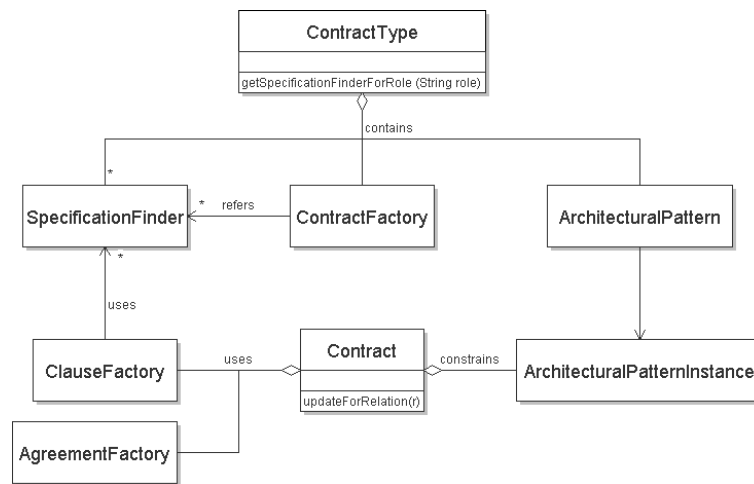 ContractType
getSpecificationFinderForRole (String role)
contains
*
SpecificationFinder
* refers
ContractFactory
ArchitecturalPattern
*
uses
ClauseFactory
uses
Contract
updateForRelation(r)
constrains
ArchitecturalPatternInstance
AgreementFactory